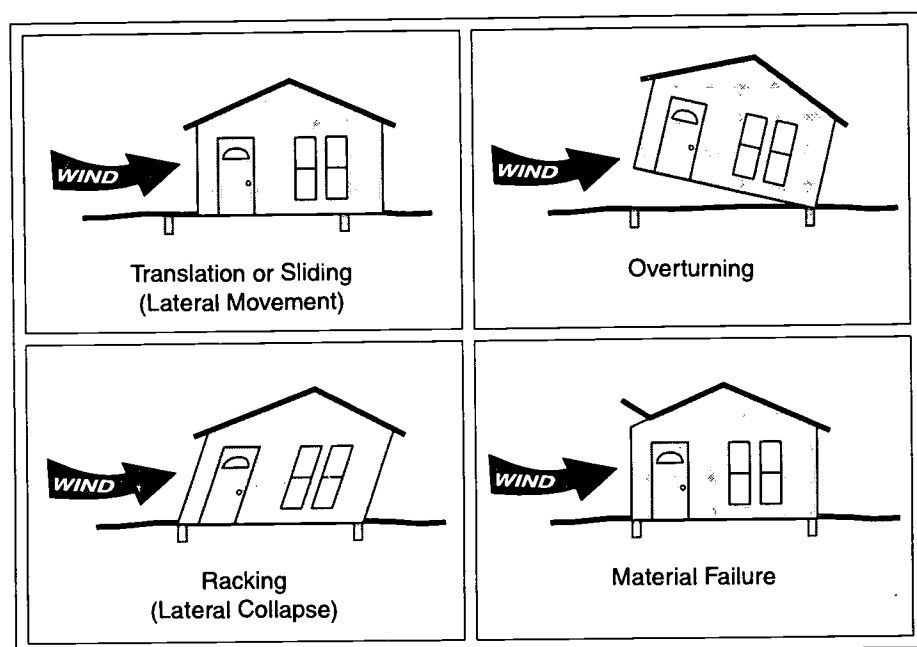 WIND
Translation or Sliding
(Lateral Movement)
WIND
Overturning
WIND
Racking
(Lateral Collapse)
WIND
Material Failure